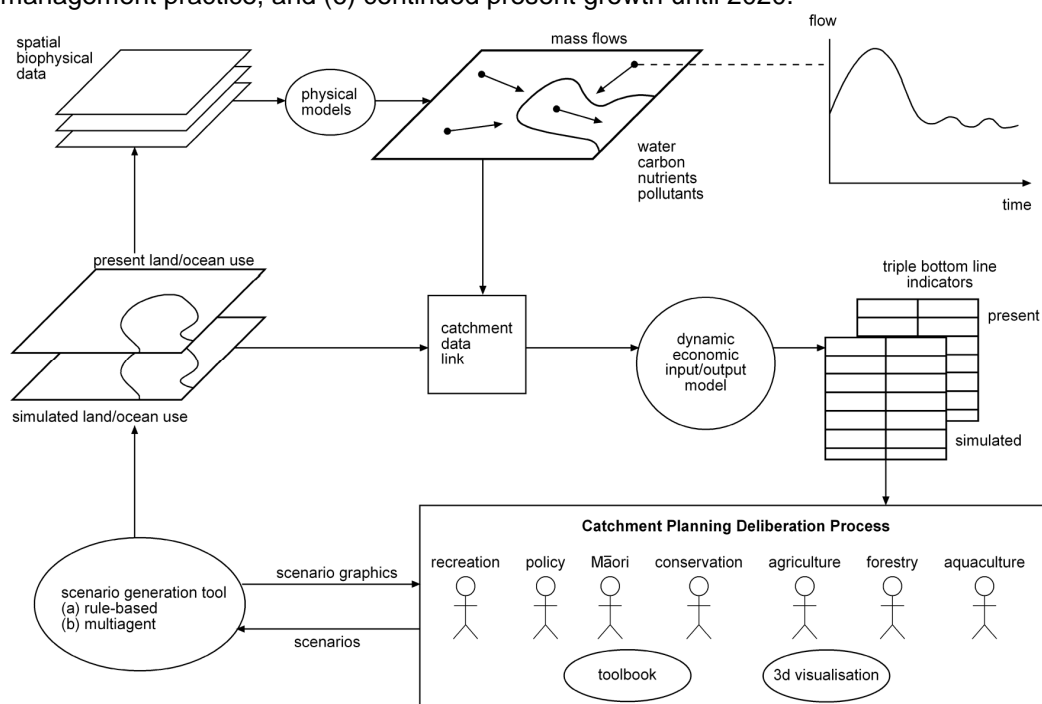 management practice, and (c) continued present growth until 2020.
spatial
biophysical
data
physical
models
mass flows
flow
time
water
carbon
nutrients
pollutants
present land/ocean use
simulated land/ocean use
catchment
data
link
dynamic
economic
input/output
model
triple bottom line
indicators
present
simulated
scenario generation tool
(a) rule-based
(b) multiagent
scenario graphics
scenarios
Catchment Planning Deliberation Process
recreation policy Māori conservation agriculture forestry aquaculture
toolbook
3d visualisation